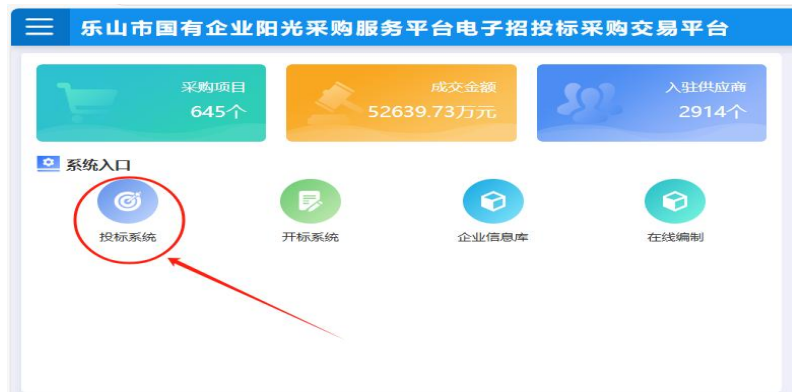 乐山市国有企业阳光采购服务平台电子招投标采购交易平台
采购项目
645个
成交金额
52639.73万元
入驻供应商
2914个
系统入口
投标系统
开标系统
企业信息库
在线编制